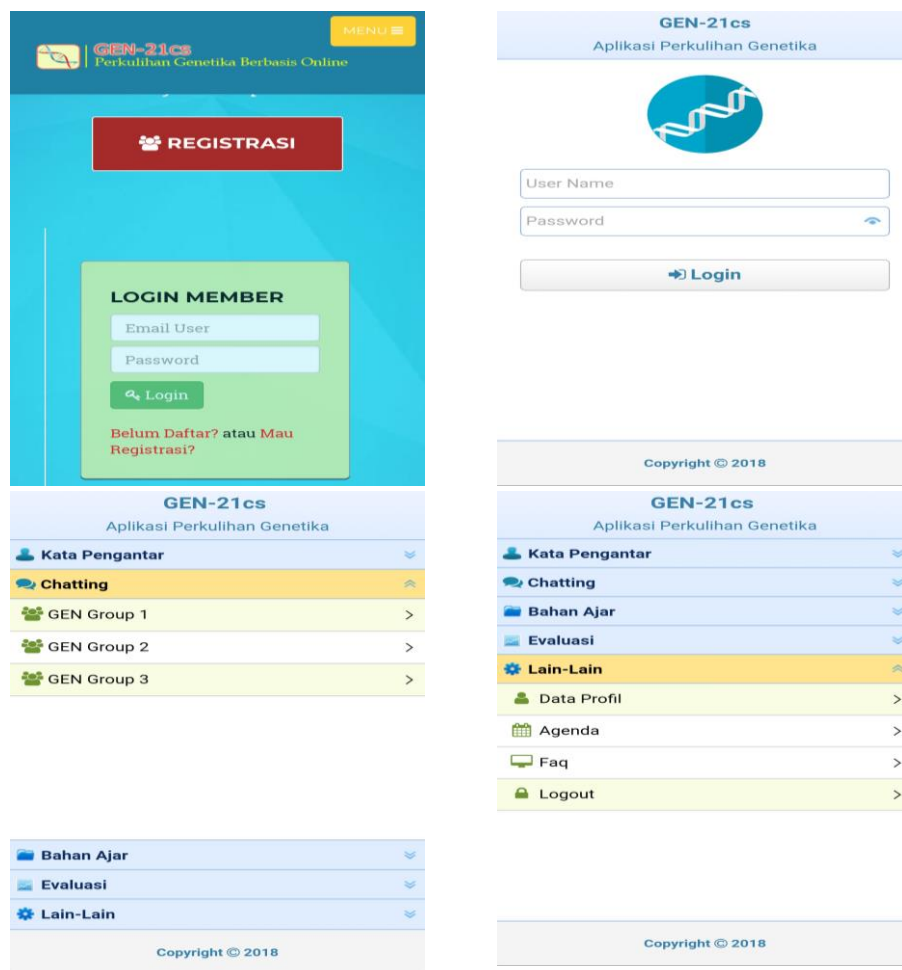 MENU
GEN-21cs
Perkulihan Genetika Berbasis Online
REGISTRASI
LOGIN MEMBER
Email User
Password
Login
Belum Daftar? atau Mau
Registrasi?
GEN-21cs
Aplikasi Perkulihan Genetika
User Name
Password
Login
Copyright © 2018
GEN-21cs
Aplikasi Perkulihan Genetika
Kata Pengantar
Chatting
GEN Group 1
GEN Group 2
GEN Group 3
Bahan Ajar
Evaluasi
Lain-Lain
Copyright © 2018
GEN-21cs
Aplikasi Perkulihan Genetika
Kata Pengantar
Chatting
Bahan Ajar
Evaluasi
Lain-Lain
Data Profil
Agenda
Faq
Logout
Copyright © 2018